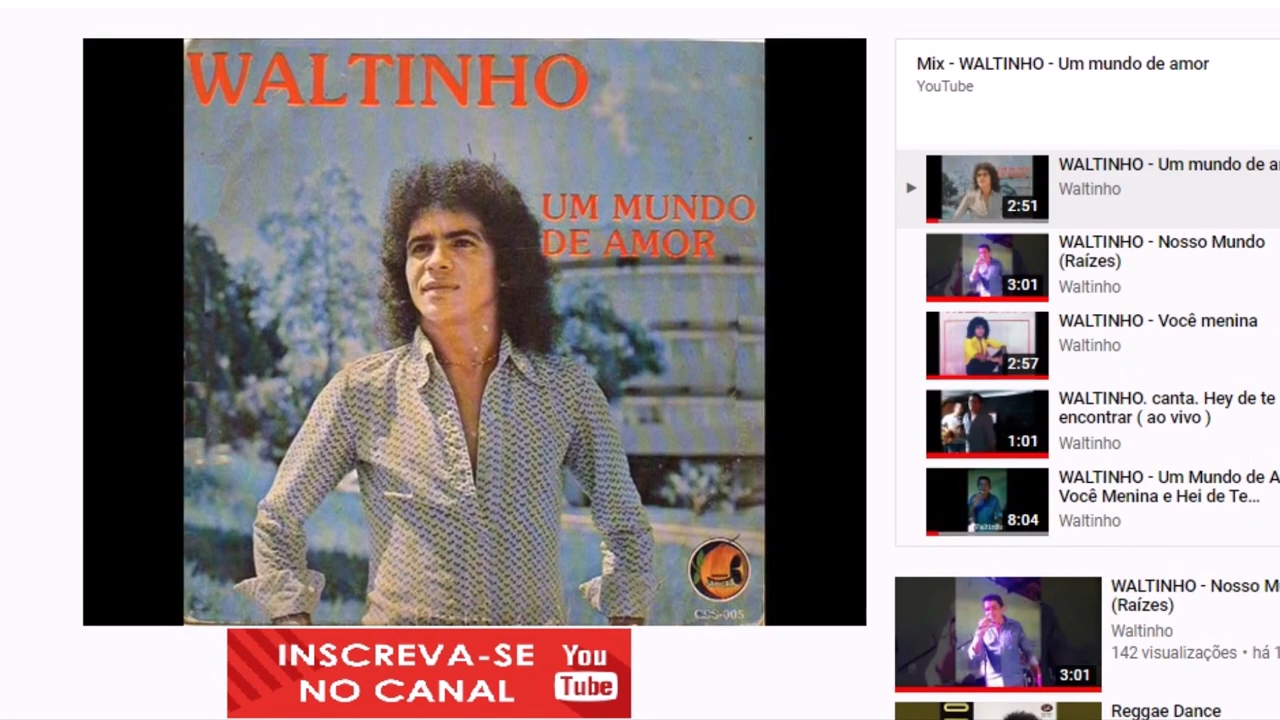 WALTINHO
UM MUNDO
DE AMOR
CSS-005
INSCREVA-SE
NO CANAL
You
Tube
Mix - WALTINHO - Um mundo de amor
YouTube
2:51
WALTINHO - Um mundo de a
Waltinho
3:01
WALTINHO - Nosso Mundo
(Raízes)
Waltinho
2:57
WALTINHO - Você menina
Waltinho
1:01
WALTINHO. canta. Hey de te
encontrar ( ao vivo )
Waltinho
8:04
WALTINHO - Um Mundo de A
Você Menina e Hei de Te...
Waltinho
3:01
WALTINHO - Nosso M
(Raízes)
Waltinho
142 visualizações • há 1
Reggae Dance